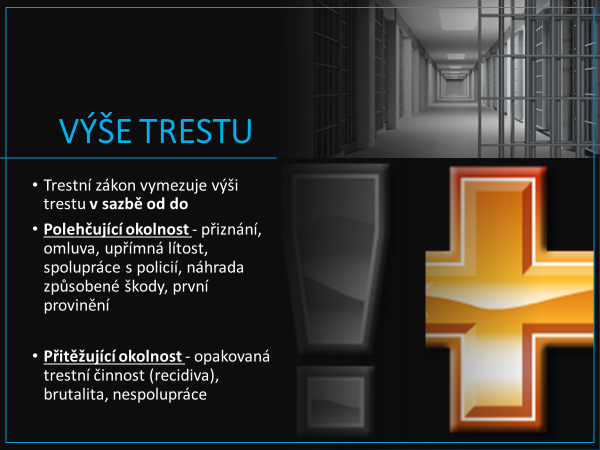 VÝŠE TRESTU
• Trestní zákon vymezuje výši
trestu v sazbě od do
• Polehčující okolnost - přiznání,
omluva, upřímná lítost,
spolupráce s policií, náhrada
způsobené škody, první
provinění
• Přitěžující okolnost - opakovaná
trestní činnost (recidiva),
brutalita, nespolupráce